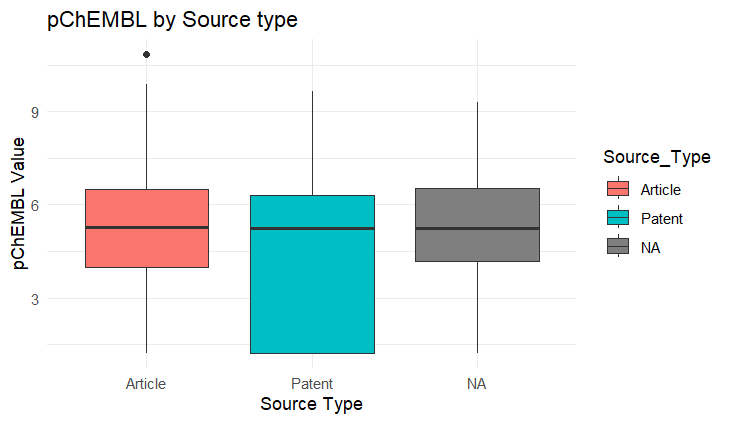 pChEMBL by Source type
pChEMBL Value
9
6
3
Article
Patent
NA
Source Type
Source_Type
Article
Patent
NA